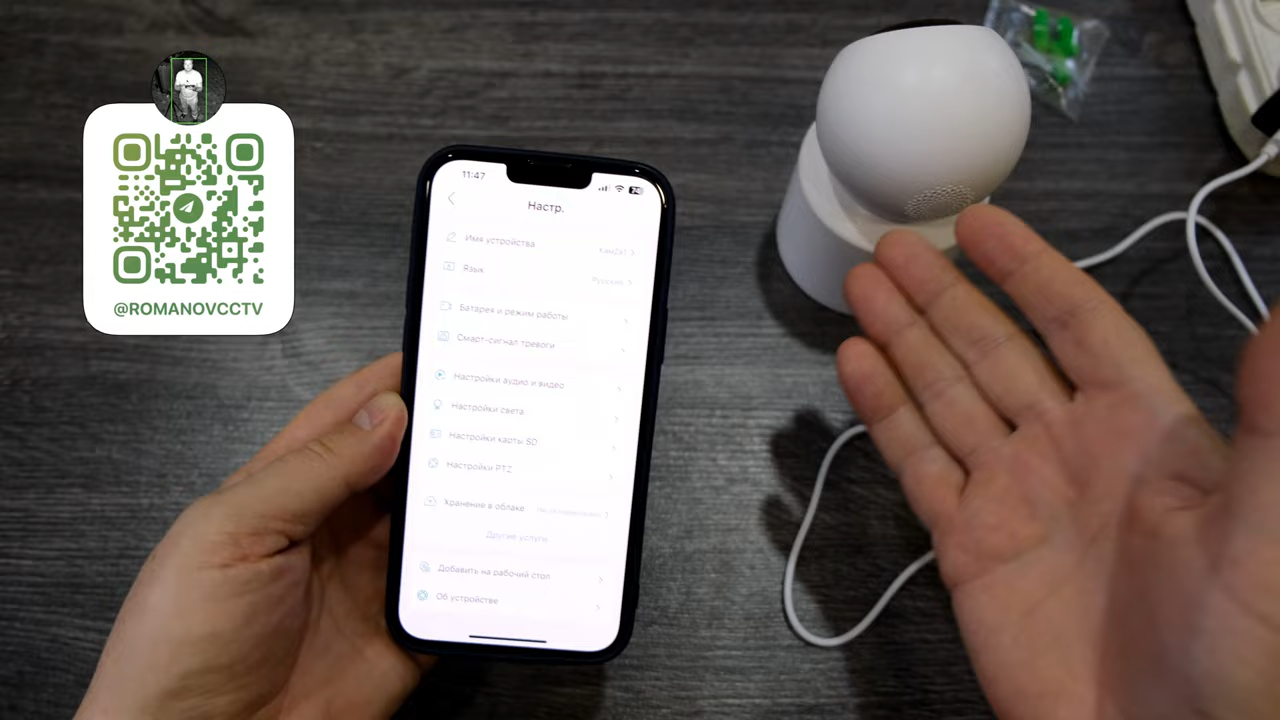 @ROMANOVCCTV
11:47
74
Настр.
Имя устройства
Язык
Русский
Батарея и режим работы
Смарт-сигнал тревоги
Настройки аудио и видео
Настройки света
Настройки карты SD
Настройки PTZ
Хранение в облаке
Другие услуги
Добавить на рабочий стол
Об устройстве